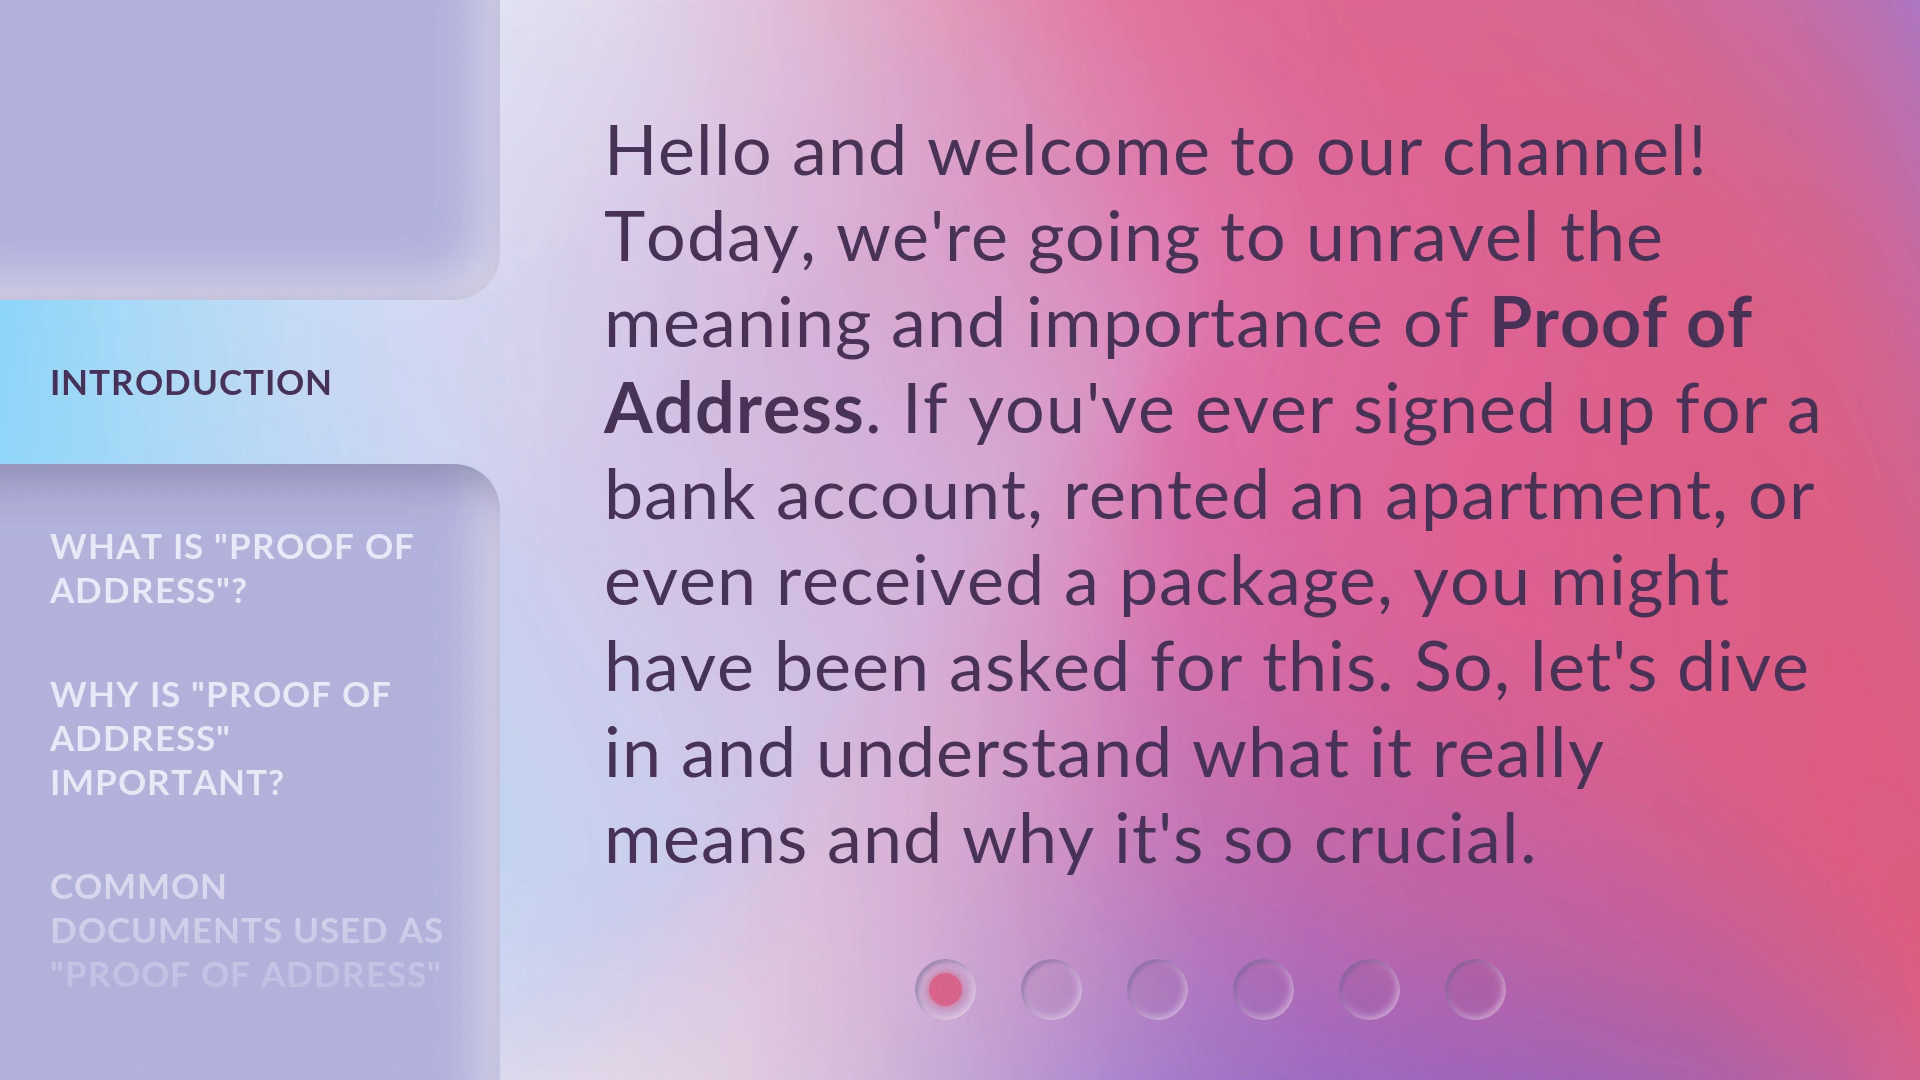 INTRODUCTION
WHAT IS "PROOF OF
ADDRESS"?
WHY IS "PROOF OF
ADDRESS"
IMPORTANT?
COMMON
DOCUMENTS USED AS
"PROOF OF ADDRESS"
Hello and welcome to our channel!
Today, we're going to unravel the
meaning and importance of Proof of
Address. If you've ever signed up for a
bank account, rented an apartment, or
even received a package, you might
have been asked for this. So, let's dive
in and understand what it really
means and why it's so crucial.